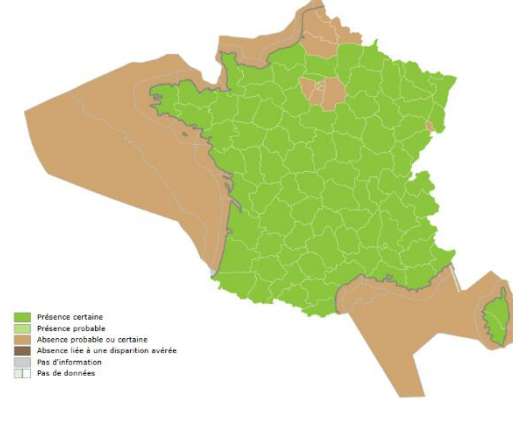 Présence certaine
Présence probable
Absence probable ou certaine
Absence liée à une disparition avérée
Pas d'information
Pas de données